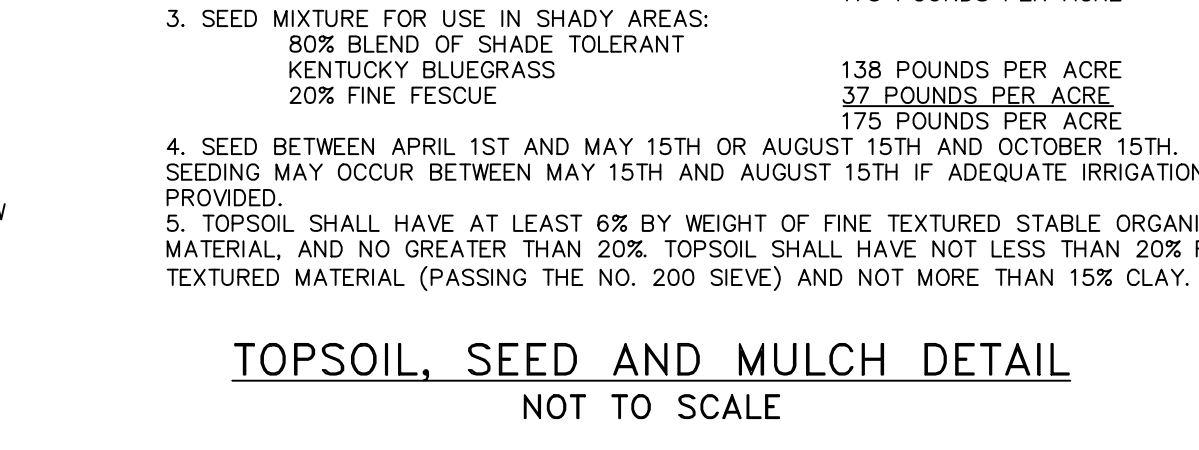 3. SEED MIXTURE FOR USE IN SHADY AREAS:
80% BLEND OF SHADE TOLERANT
KENTUCKY BLUEGRASS 138 POUNDS PER ACRE
20% FINE FESCUE 37 POUNDS PER ACRE
175 POUNDS PER ACRE
4. SEED BETWEEN APRIL 1ST AND MAY 15TH OR AUGUST 15TH AND OCTOBER 15TH.
SEEDING MAY OCCUR BETWEEN MAY 15TH AND AUGUST 15TH IF ADEQUATE IRRIGATION
PROVIDED.
5. TOPSOIL SHALL HAVE AT LEAST 6% BY WEIGHT OF FINE TEXTURED STABLE ORGANI
MATERIAL, AND NO GREATER THAN 20%. TOPSOIL SHALL HAVE NOT LESS THAN 20%
TEXTURED MATERIAL (PASSING THE NO. 200 SIEVE) AND NOT MORE THAN 15% CLAY.
TOPSOIL, SEED AND MULCH DETAIL
NOT TO SCALE